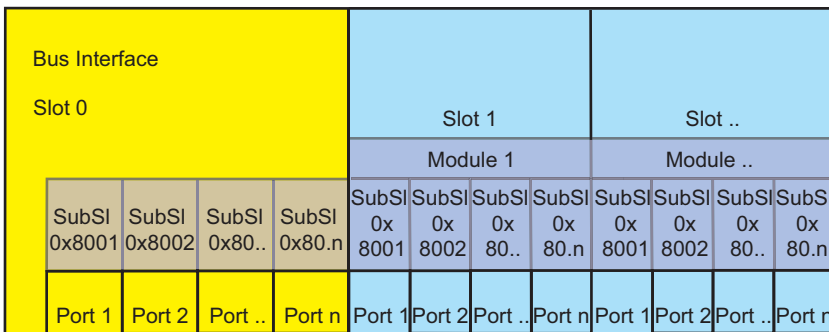 Bus Interface
Slot 0
Slot 1
Slot ..
Module 1
Module ..
SubSl
0x8001
SubSl
0x8002
SubSl
0x80..
SubSl
0x80.n
SubSl
0x
8001
SubSl
0x
8002
SubSl
0x
80..
SubSl
0x
80.n
SubSl
0x
8001
SubSl
0x
8002
SubSl
0x
80..
SubS
0x
80.n
Port 1
Port 2
Port ..
Port n
Port 1
Port 2
Port ..
Port n
Port 1
Port 2
Port ..
Port n